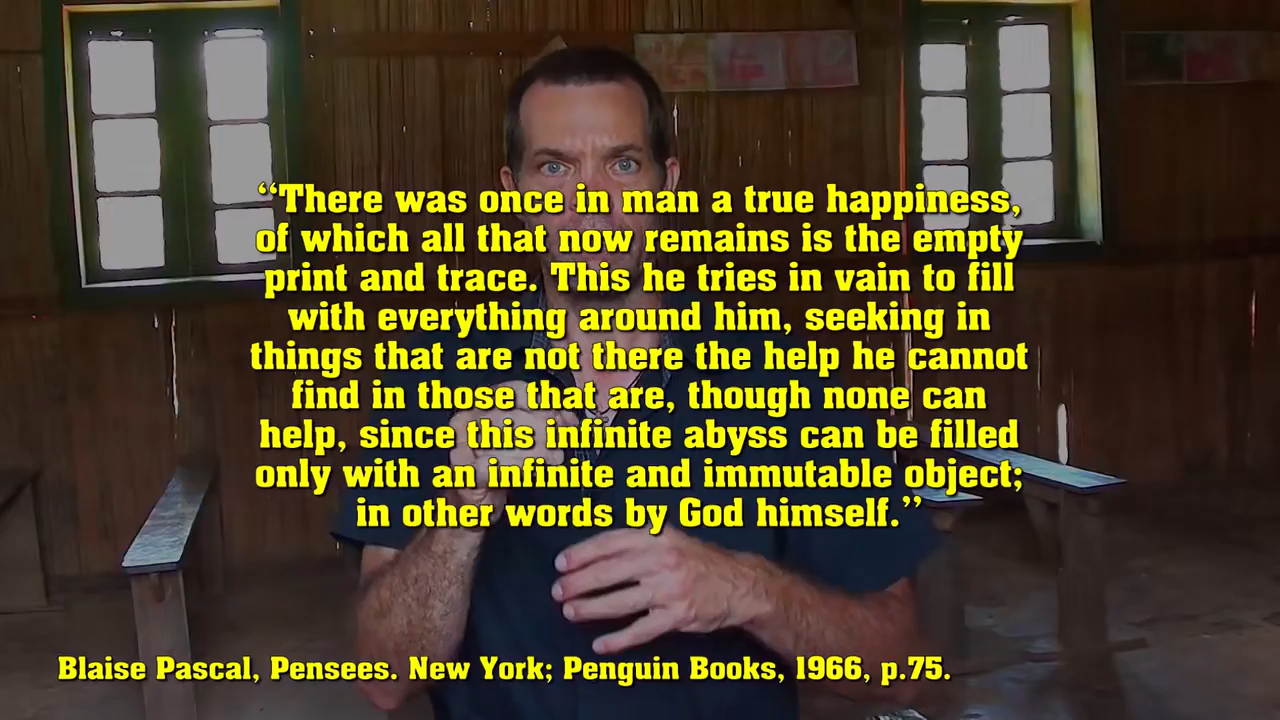 “There was once in man a true happiness,
of which all that now remains is the empty
print and trace. This he tries in vain to fill
with everything around him, seeking in
things that are not there the help he cannot
find in those that are, though none can
help, since this infinite abyss can be filled
only with an infinite and immutable object;
in other words by God himself.”
Blaise Pascal, Pensees. New York; Penguin Books, 1966, p.75.